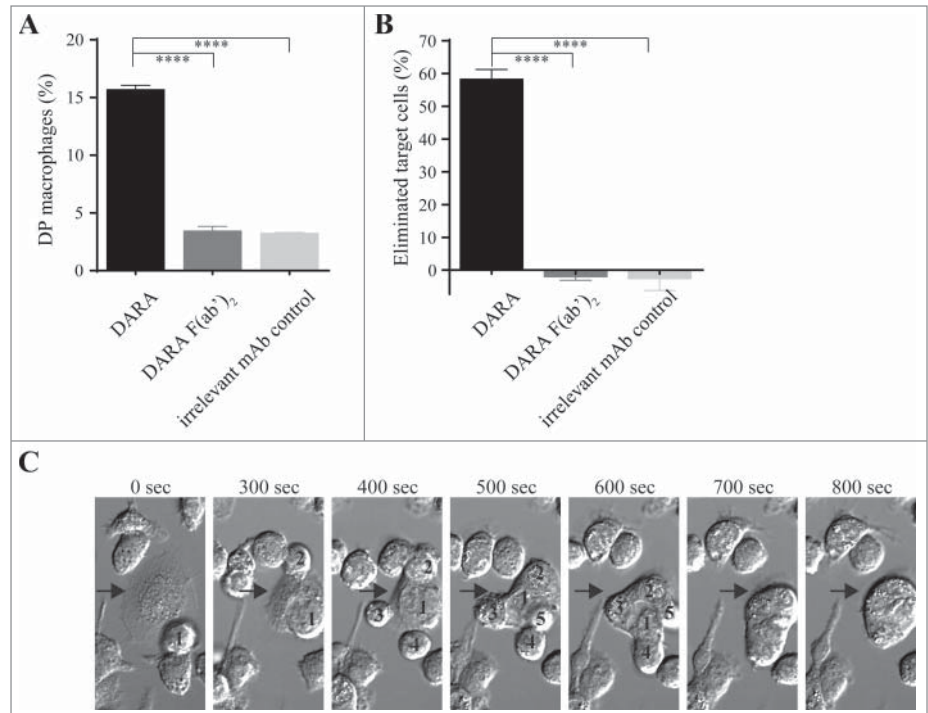 A
DP macrophages (%)
20
15
10
5
0
****
****
DARA
DARA F(ab')₂
irrelevant mAb control
B
Eliminated target cells (%)
70
60
50
40
30
20
10
0
10
****
****
DARA
DARA F(ab')₂
irrelevant mAb control
C
0 sec 300 sec 400 sec 500 sec 600 sec 700 sec 800 sec
1
2
1
2
1
3
4
2
1
3
5
4
2
3
1
5
4